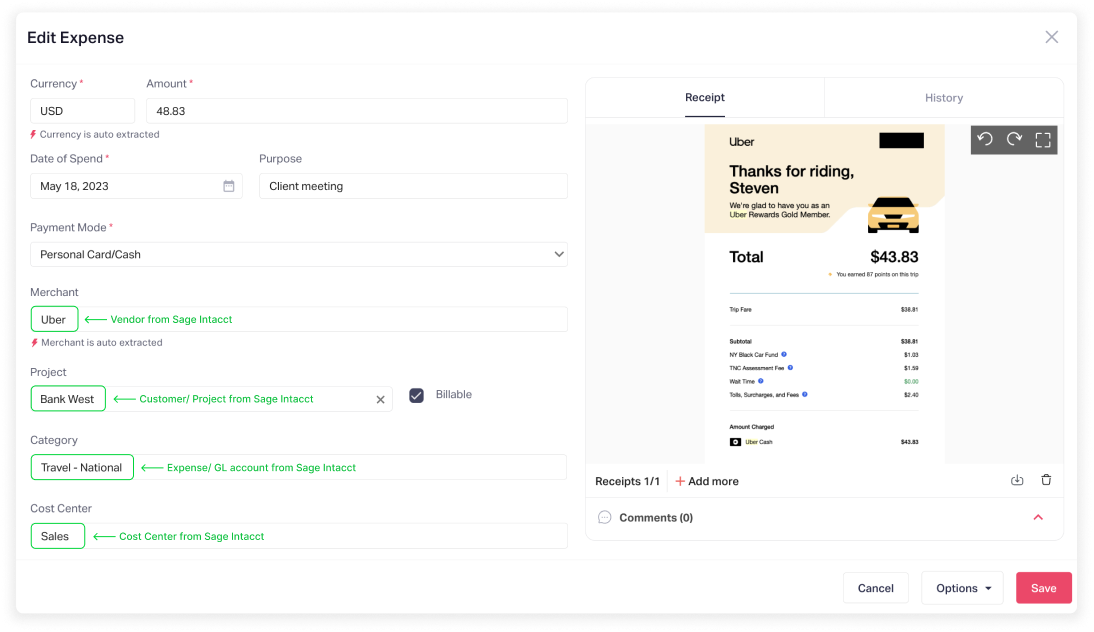 Edit Expense
Currency *
Amount *
USD
48.83
Currency is auto extracted
Date of Spend *
Purpose
May 18, 2023
Client meeting
Payment Mode *
Personal Card/Cash
Merchant
Uber
Vendor from Sage Intacct
Merchant is auto extracted
Project
Bank West
Customer/ Project from Sage Intacct
Billable
Category
Travel - National
Expense/ GL account from Sage Intacct
Cost Center
Sales
Cost Center from Sage Intacct
Receipt
History
Uber
Thanks for riding,
Steven
We're glad to have you as an
Uber Rewards Gold Member.
Total $43.83
You earned 87 points on this trip
Trip Fare $38.81
Subtotal $38.81
NY Black Car Fund $1.03
TNC Assessment Fee $1.59
Wait Time $0.00
Tolls, Surcharges, and Fees $2.40
Amount Charged
Uber Cash $43.83
Receipts 1/1
Add more
Comments (0)
Cancel
Options
Save